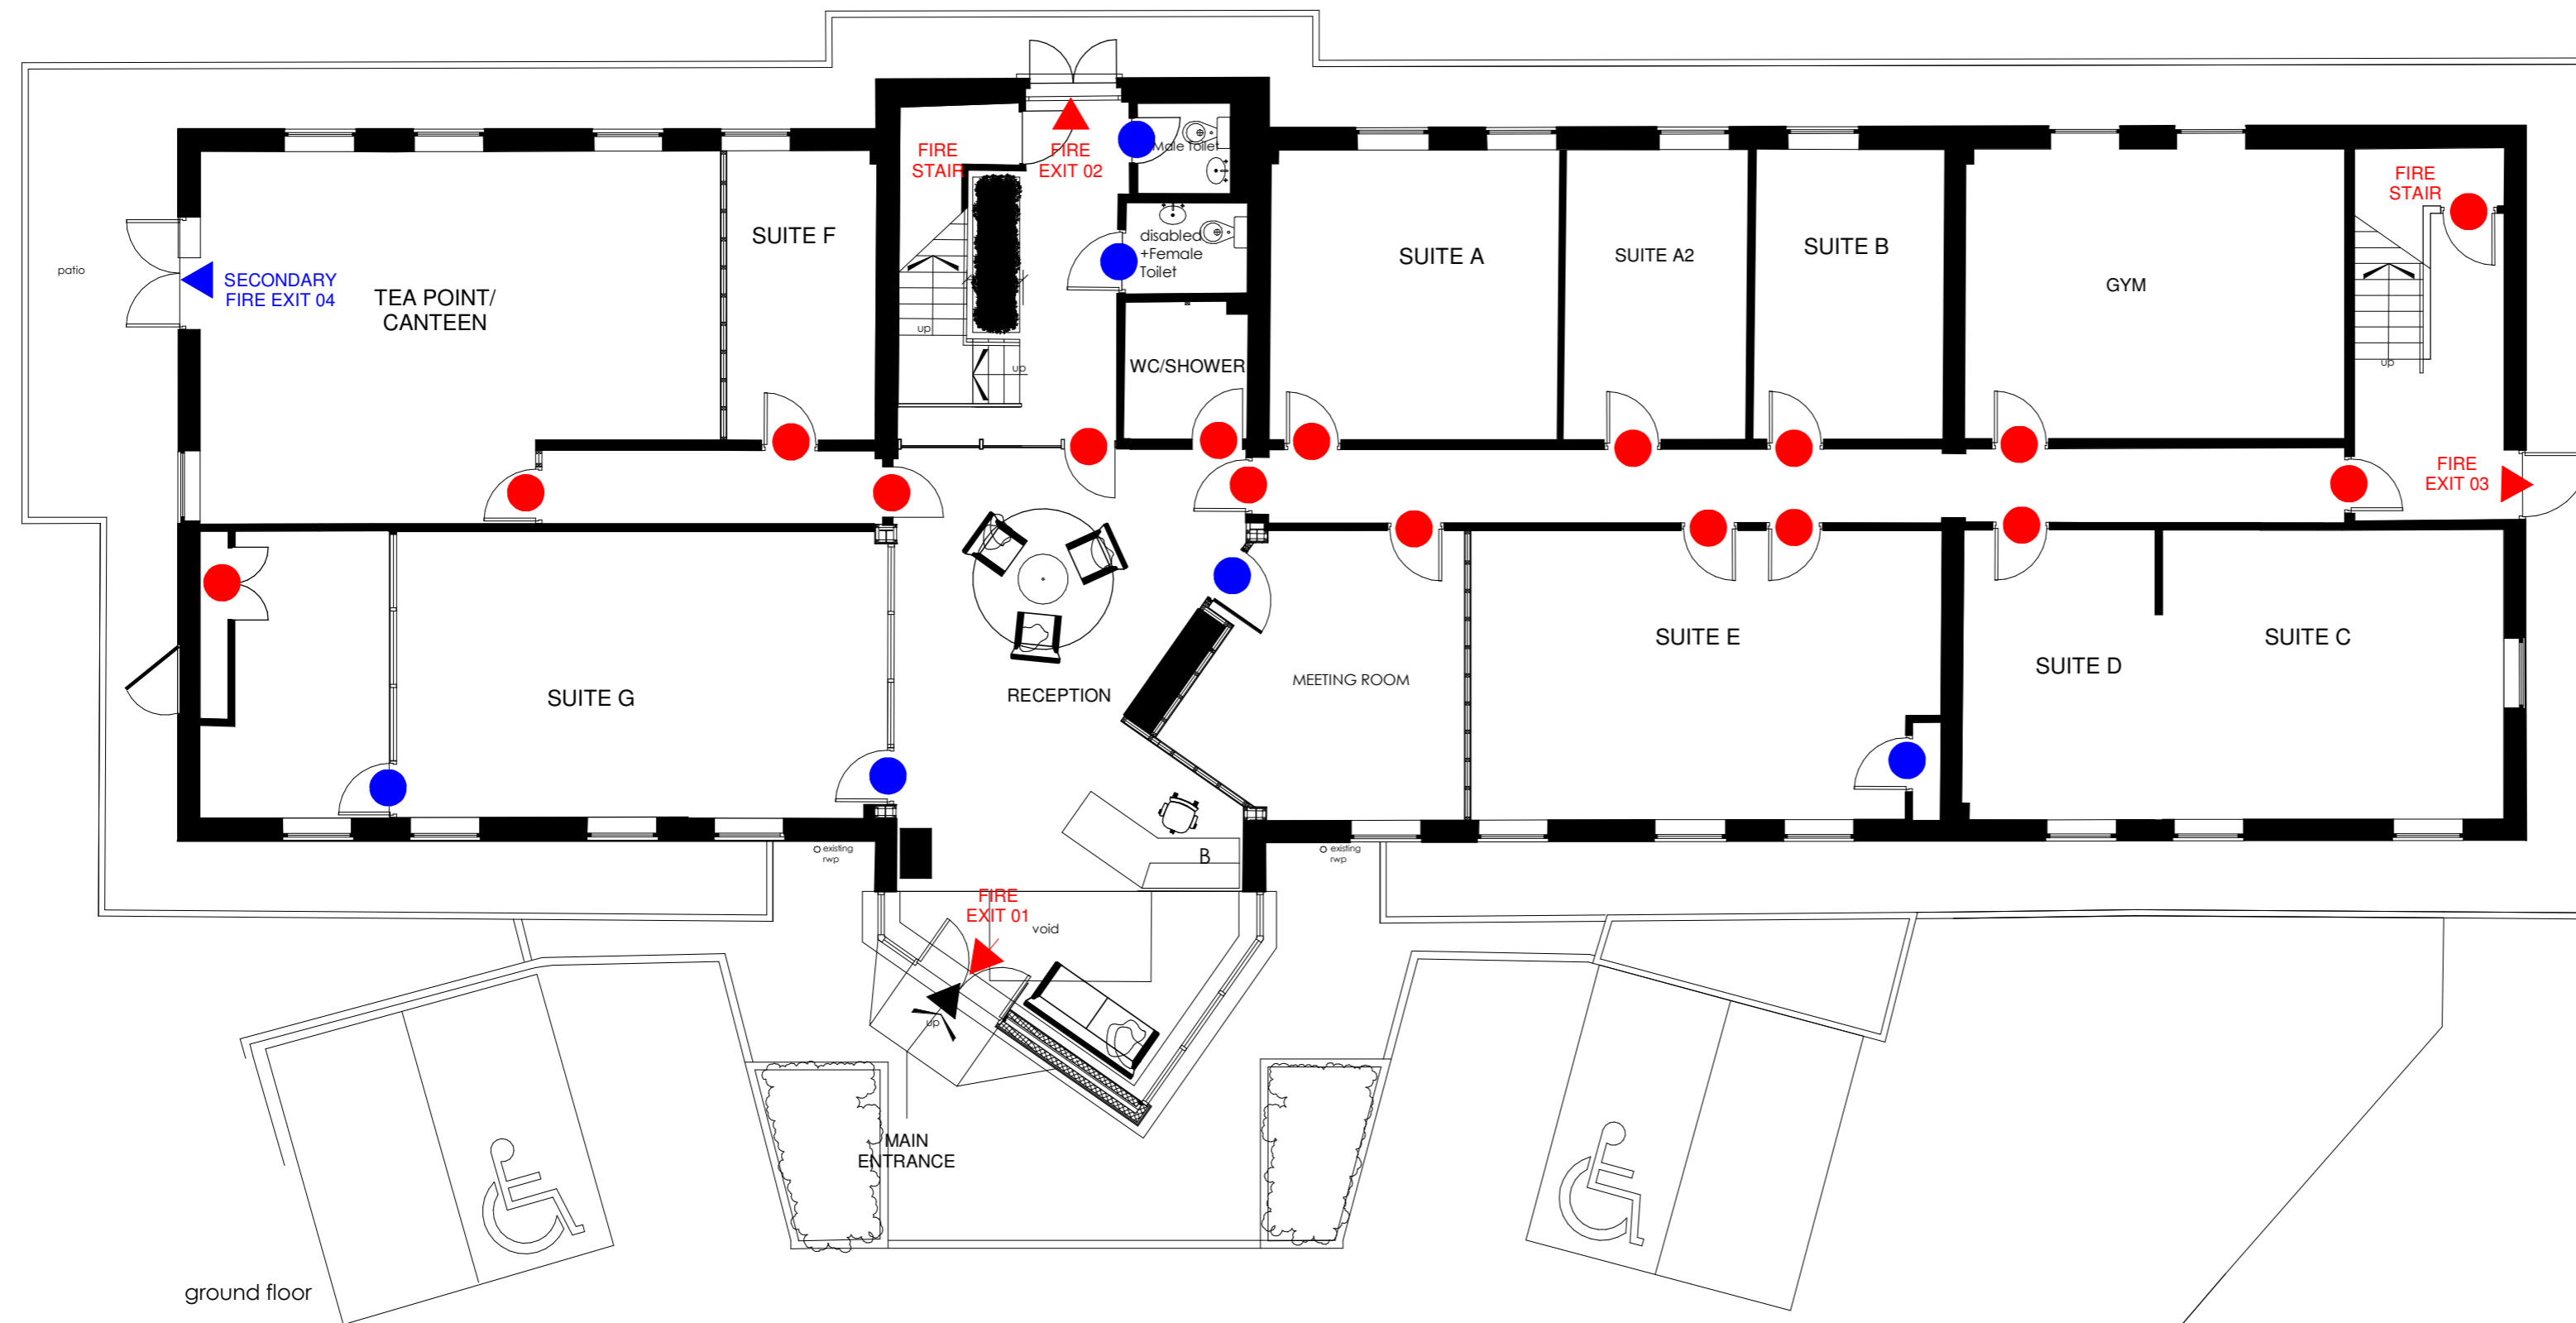 FIRE
STAIR
FIRE
EXIT 02
Male Toilet
disabled
+Female
Toilet
WC/SHOWER
up
up
patio
SECONDARY
FIRE EXIT 04
TEA POINT/
CANTEEN
SUITE F
SUITE A
SUITE A2
SUITE B
GYM
FIRE
STAIR
up
FIRE
EXIT 03
SUITE G
RECEPTION
MEETING ROOM
SUITE E
SUITE D
SUITE C
existing
rwp
B
existing
rwp
FIRE
EXIT 01
void
up
MAIN
ENTRANCE
ground floor